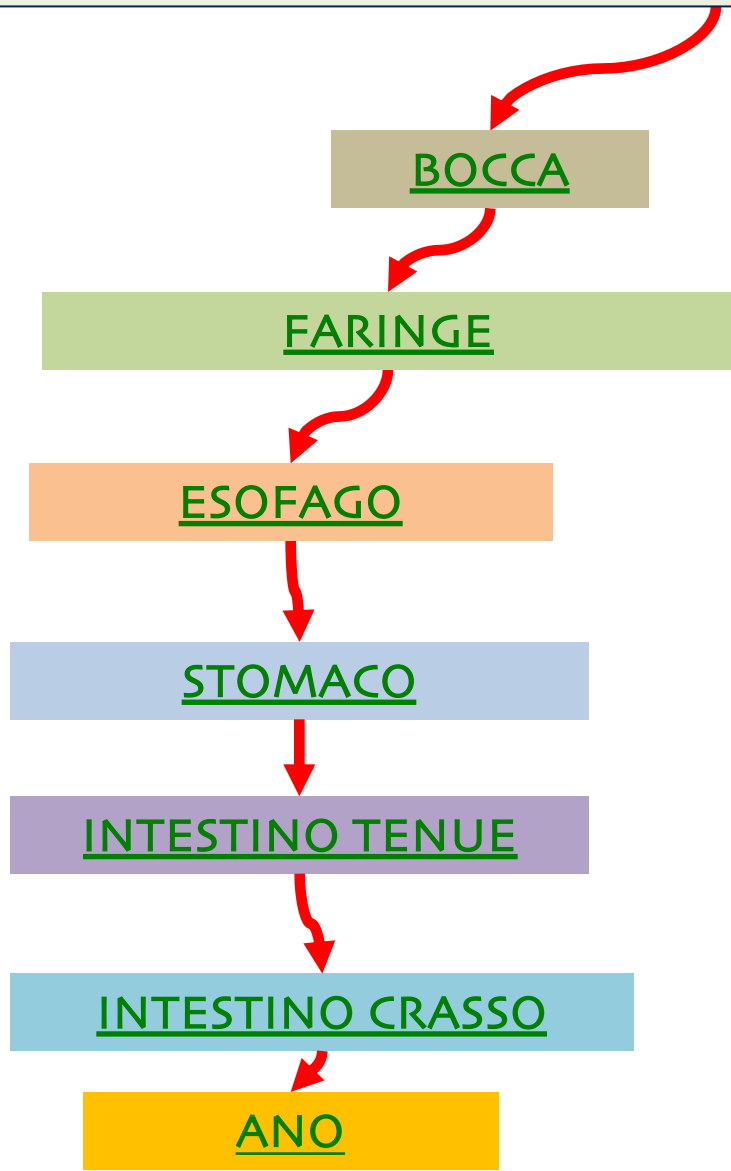 BOCCA
FARINGE
ESOFAGO
STOMACO
INTESTINO TENUE
INTESTINO CRASSO
ANO